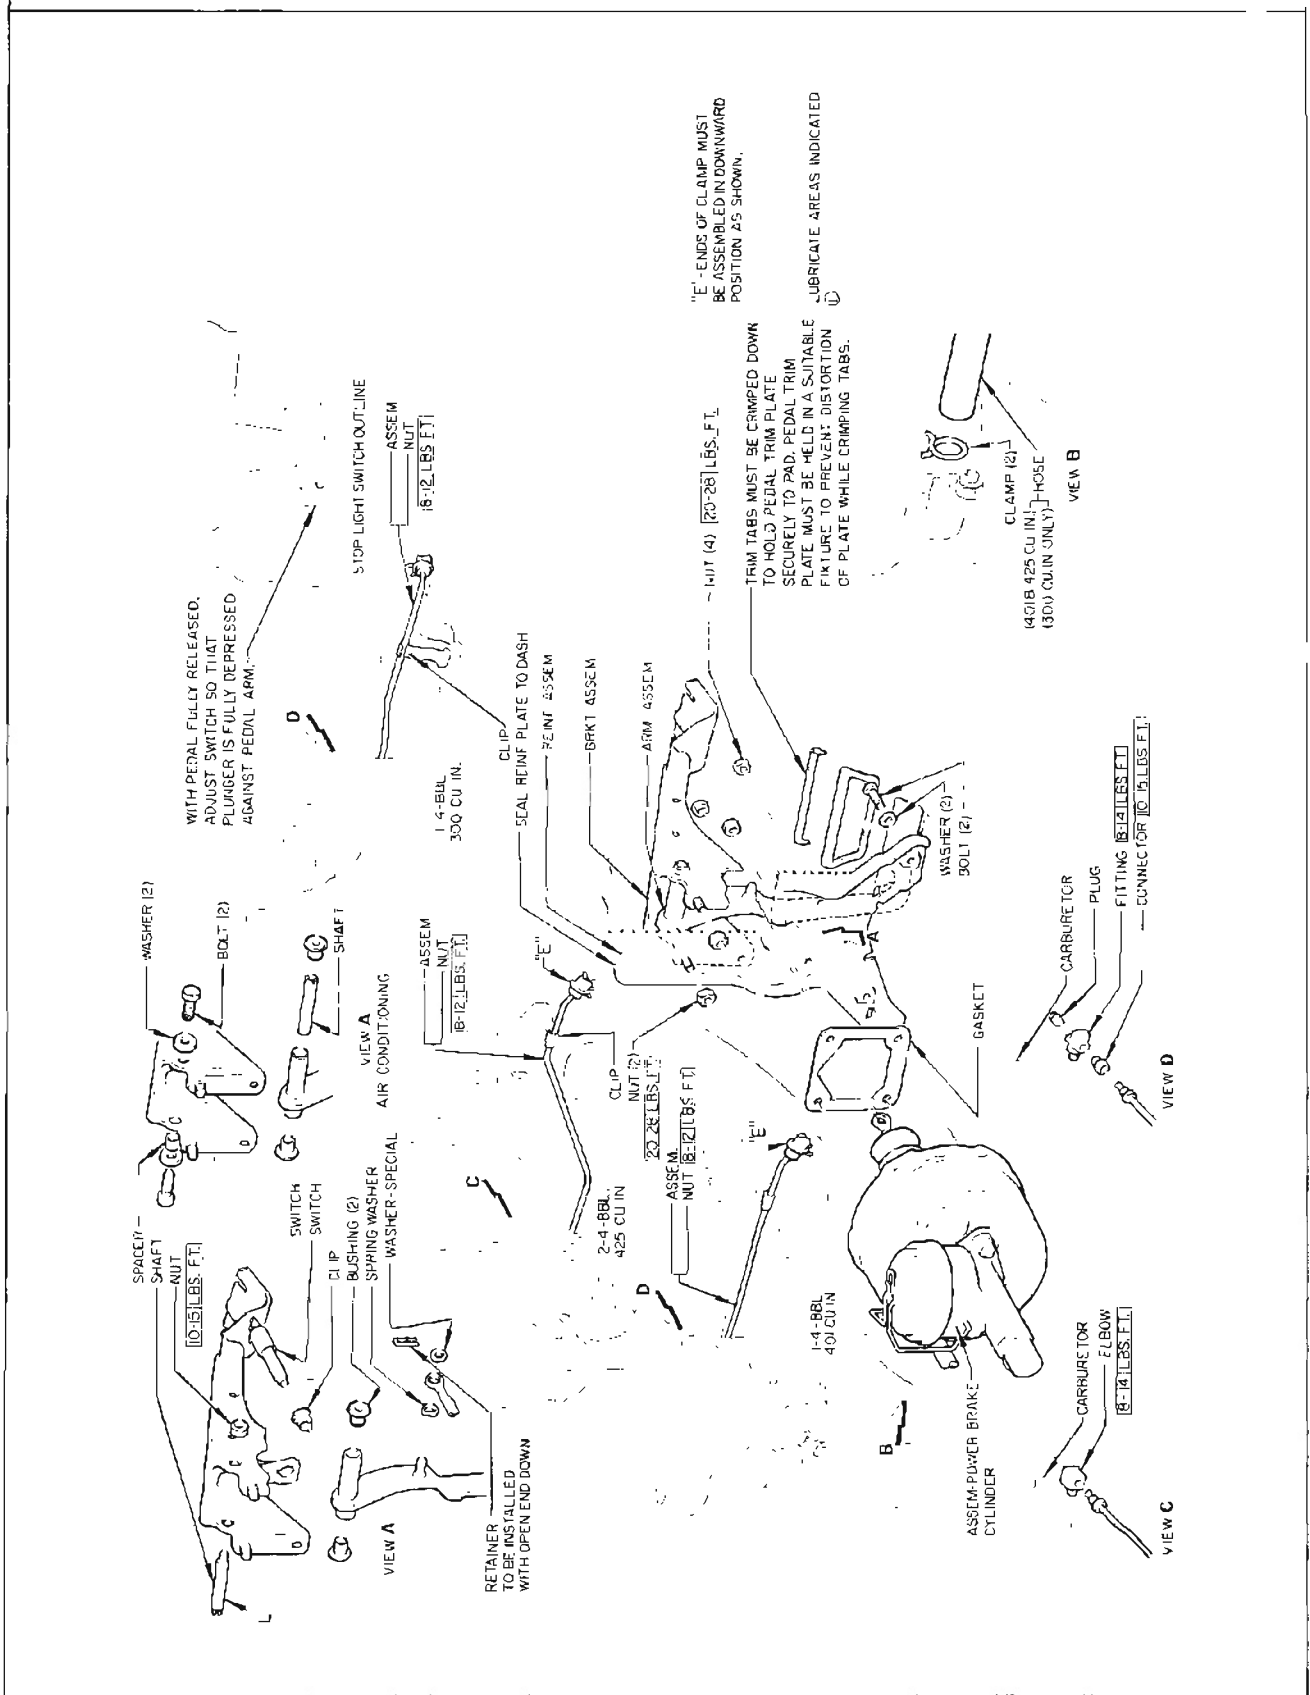 WITH PEDAL FULLY RELEASED,
ADJUST SWITCH SO THAT
PLUNGER IS FULLY DEPRESSED
AGAINST PEDAL ARM.
WASHER (2)
BOLT (2)
SHAFT
VIEW A
AIR CONDITIONING
SHAFT
NUT
10-15 LBS. FT.
SWITCH
SWITCH
CLIP
BUSHING (2)
SPRING WASHER
WASHER-SPECIAL
VIEW A
RETAINER
TO BE INSTALLED
WITH OPEN END DOWN
L
STOP LIGHT SWITCH OUTLINE
ASSEM
NUT
8-12 LBS FT.
D
CLIP
1-4-BBL
300 CU IN.
ASSEM
NUT
8-12 LBS. FT.
"E"
C
CLIP
NUT (2)
20-28 LBS. FT.
2-4-BBL.
425 CU IN
SEAL REINF PLATE TO DASH
REINF ASSEM
BRKT ASSEM
ARM ASSEM
NUT (4) 20-28 LBS. FT.
TRIM TABS MUST BE CRIMPED DOWN
TO HOLD PEDAL TRIM PLATE
SECURELY TO PAD. PEDAL TRIM
PLATE MUST BE HELD IN A SUITABLE
FIXTURE TO PREVENT DISTORTION
OF PLATE WHILE CRIMPING TABS.
"E"-ENDS OF CLAMP MUST
BE ASSEMBLED IN DOWNWARD
POSITION AS SHOWN.
LUBRICATE AREAS INDICATED
L
ASSEM.
NUT 8-12 LBS FT.
"E"
D
1-4-BBL
401 CU IN
WASHER (2)
BOLT (2)
A
GASKET
B
ASSEM-POWER BRAKE
CYLINDER
CARBURETOR
ELBOW
8-14 LBS. FT.
VIEW C
CARBURETOR
PLUG
FITTING 8-14 LBS FT
CONNECTOR 10-15 LBS FT.
VIEW D
CLAMP (2)
HOSE
(401 425 CU IN.)
(300 CU.IN ONLY)
VIEW B